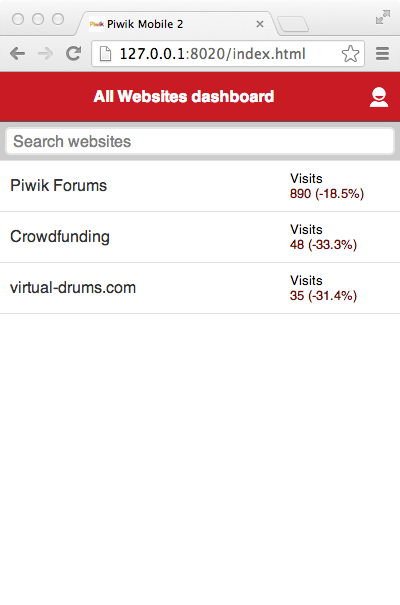 Piwik Piwik Mobile 2
127.0.0.1:8020/index.html
All Websites dashboard
Search websites
Piwik Forums
Visits
890 (-18.5%)
Crowdfunding
Visits
48 (-33.3%)
virtual-drums.com
Visits
35 (-31.4%)